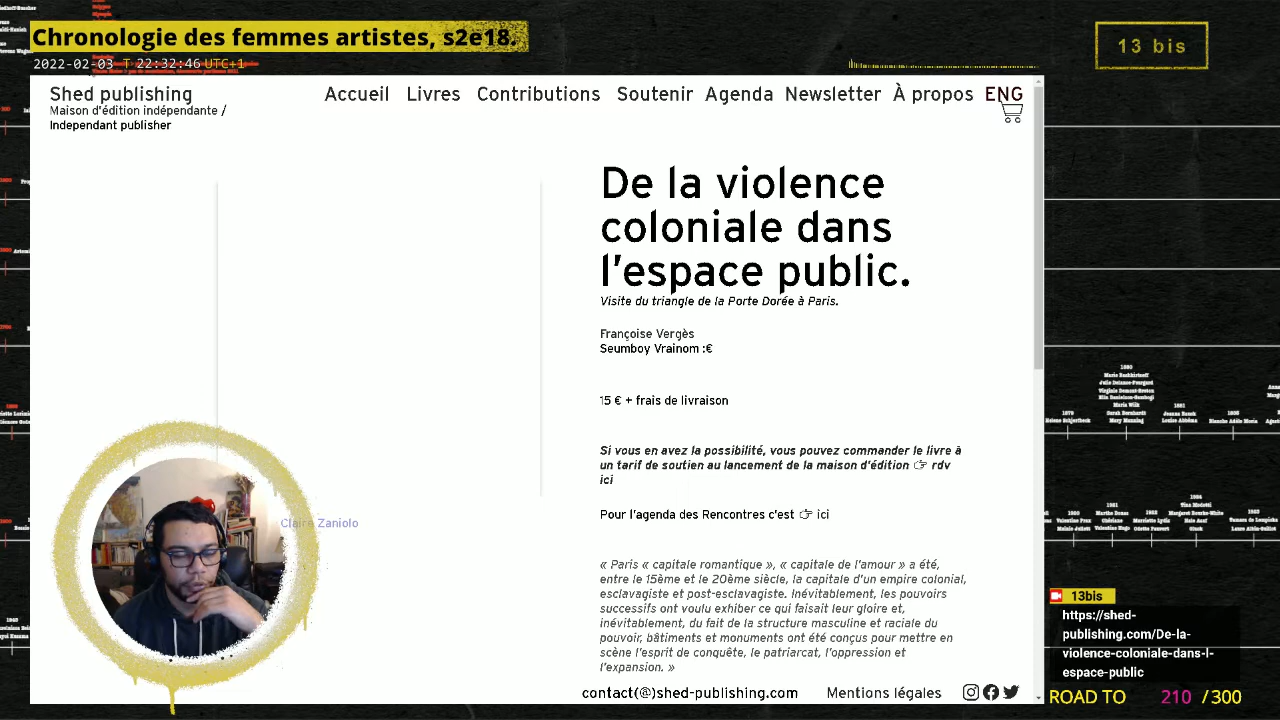 Chronologie des femmes artistes, s2e18.
2022-02-03 T 22:32:46 UTC+1
13 bis
Shed publishing
Maison d'édition indépendante /
Independant publisher
Accueil Livres Contributions Soutenir Agenda Newsletter À propos ENG
De la violence
coloniale dans
l'espace public.
Visite du triangle de la Porte Dorée à Paris.
Françoise Vergès
Seumboy Vrainom :€
15 € + frais de livraison
Si vous en avez la possibilité, vous pouvez commander le livre à
un tarif de soutien au lancement de la maison d'édition 👉 rdv
ici
Pour l'agenda des Rencontres c'est 👉 ici
« Paris « capitale romantique », « capitale de l'amour » a été,
entre le 15ème et le 20ème siècle, la capitale d'un empire colonial,
esclavagiste et post-esclavagiste. Inévitablement, les pouvoirs
successifs ont voulu exhiber ce qui faisait leur gloire et,
inévitablement, du fait de la structure masculine et raciale du
pouvoir, bâtiments et monuments ont été conçus pour mettre en
scène l'esprit de conquête, le patriarcat, l'oppression et
l'expansion. »
contact(@)shed-publishing.com Mentions légales
Claire Zaniolo
13bis
https://shed-
publishing.com/De-la-
violence-coloniale-dans-l-
espace-public
ROAD TO 210 /300